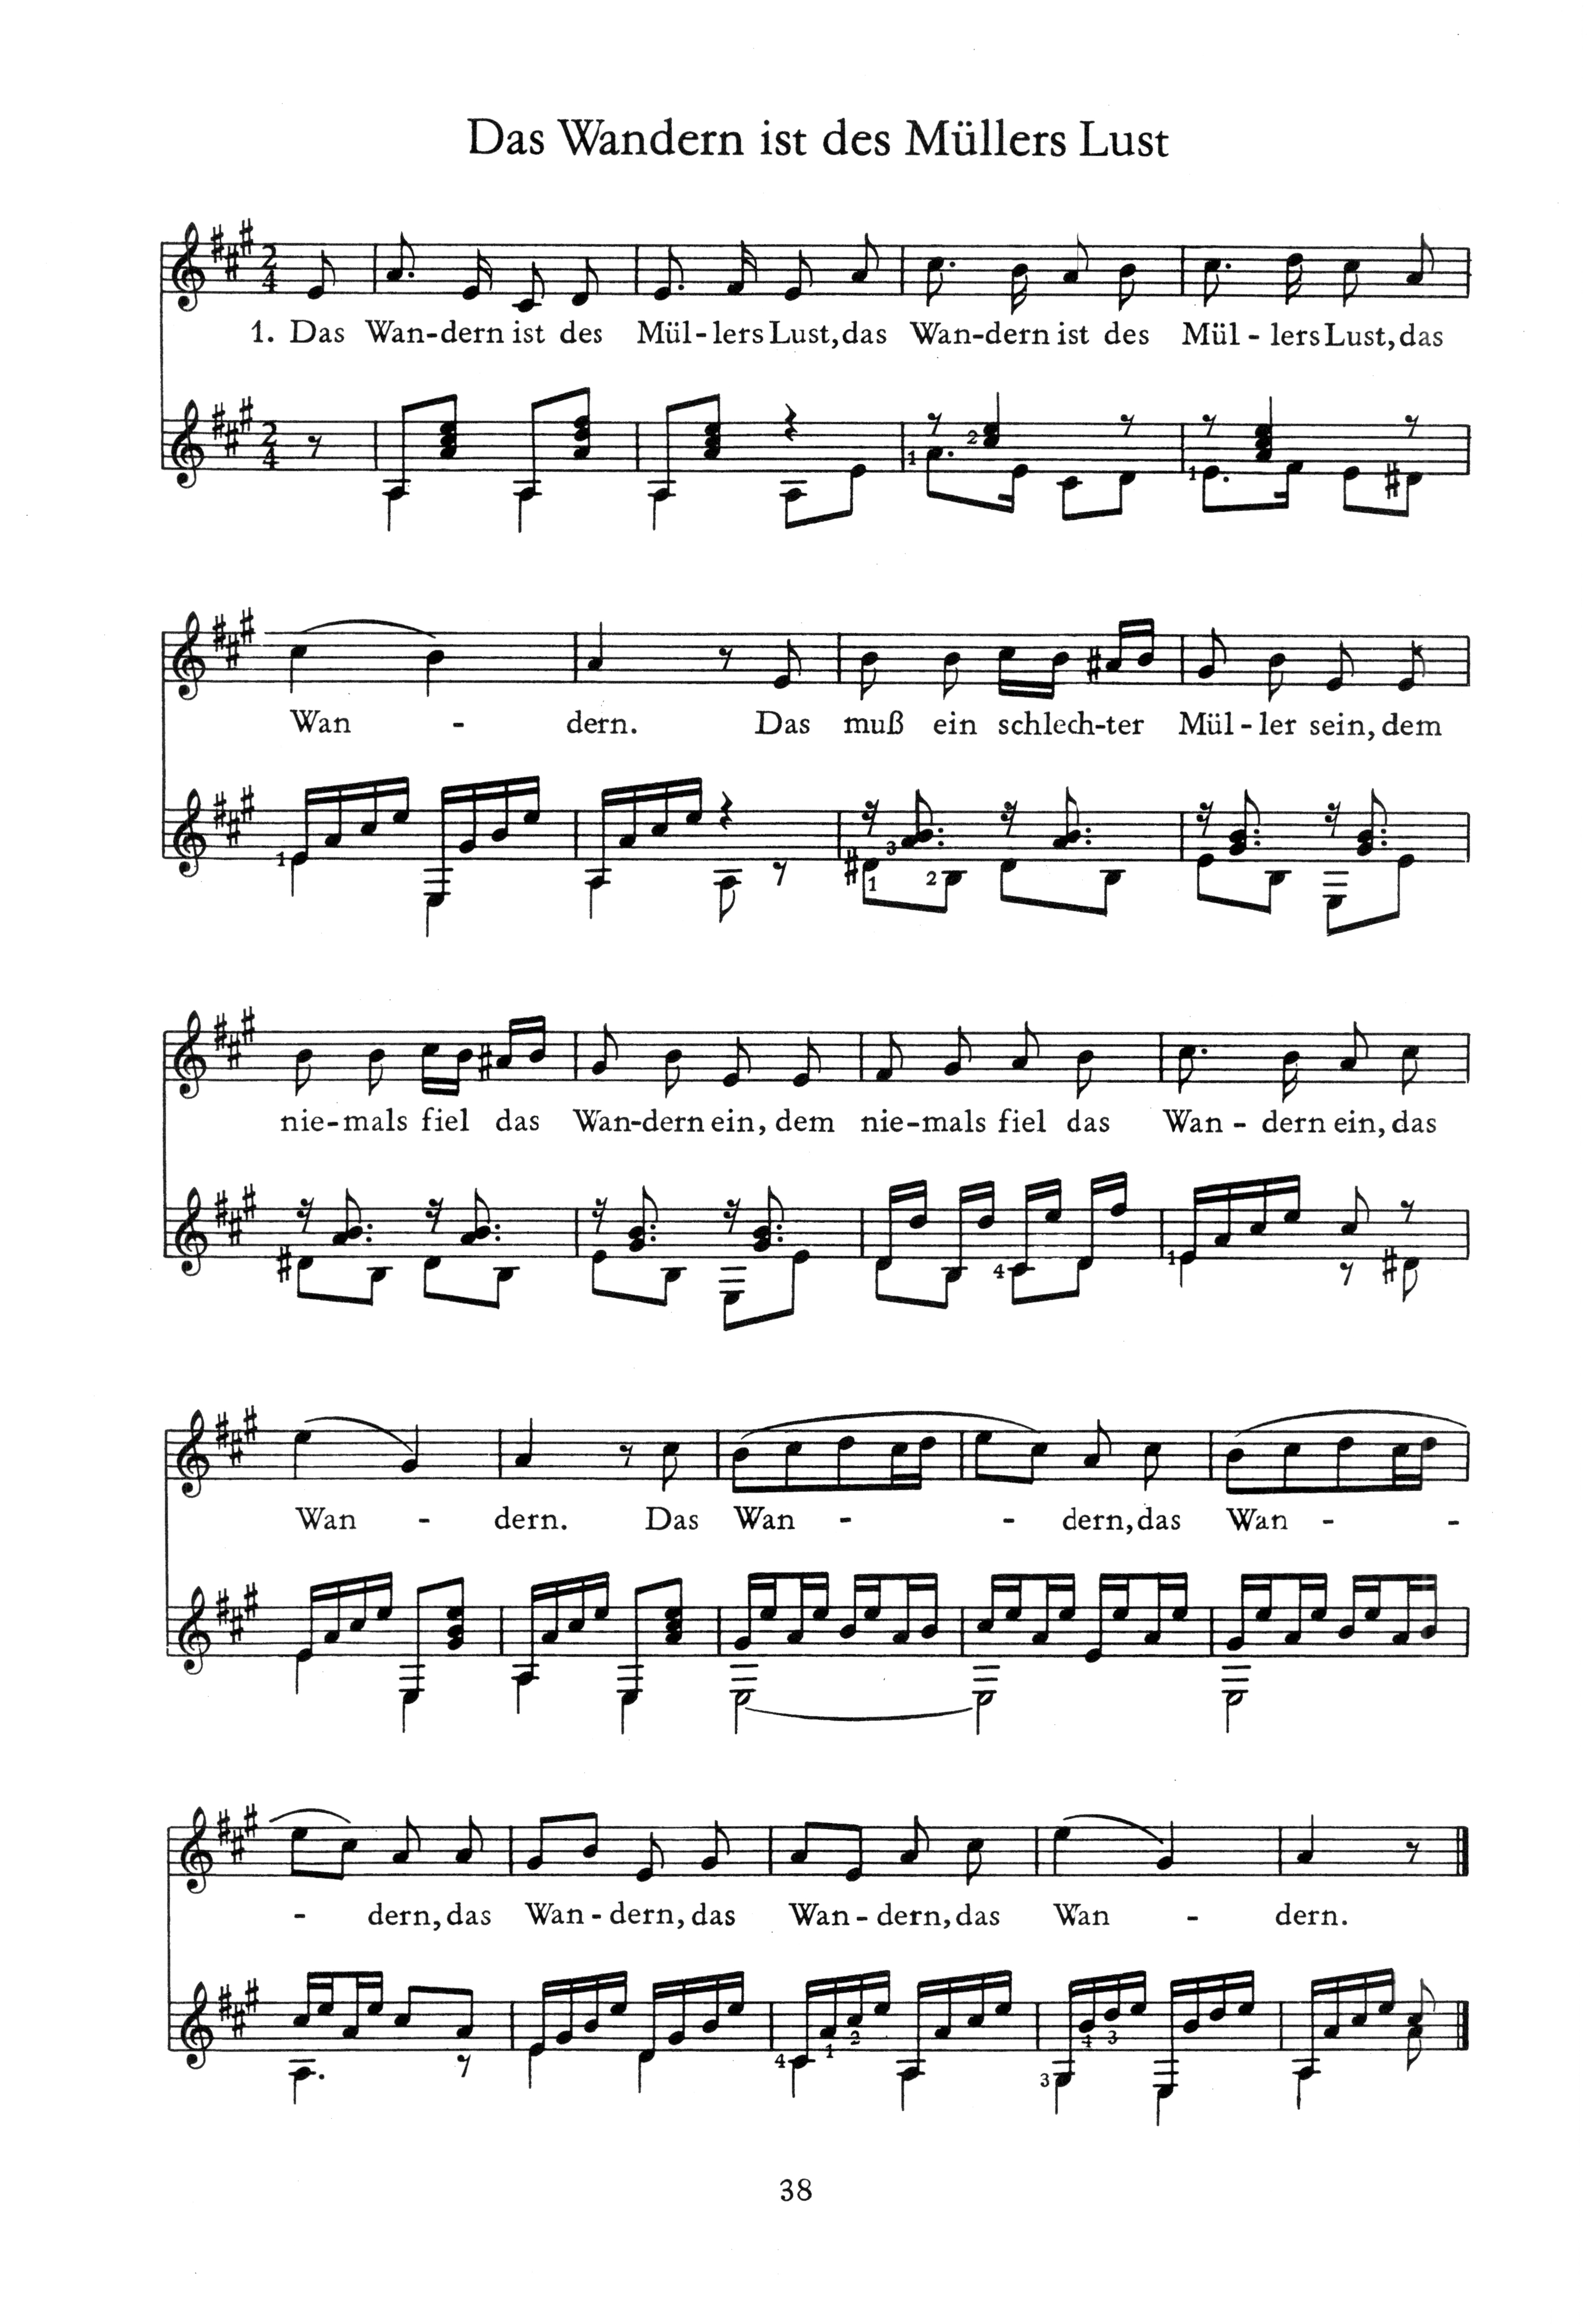 Das Wandern ist des Müllers Lust
1. Das Wan-dern ist des Mül-lers Lust, das Wan-dern ist des Mül - lers Lust, das
2 4
2 4
1 2 1
Wan - dern. Das muß ein schlech-ter Mül - ler sein, dem
1 3 1 2
nie-mals fiel das Wan-dern ein, dem nie-mals fiel das Wan - dern ein, das
4 1
Wan - dern. Das Wan - - dern, das Wan - -
- dern, das Wan - dern, das Wan - dern, das Wan - dern.
4 1 2 3 4 3
38